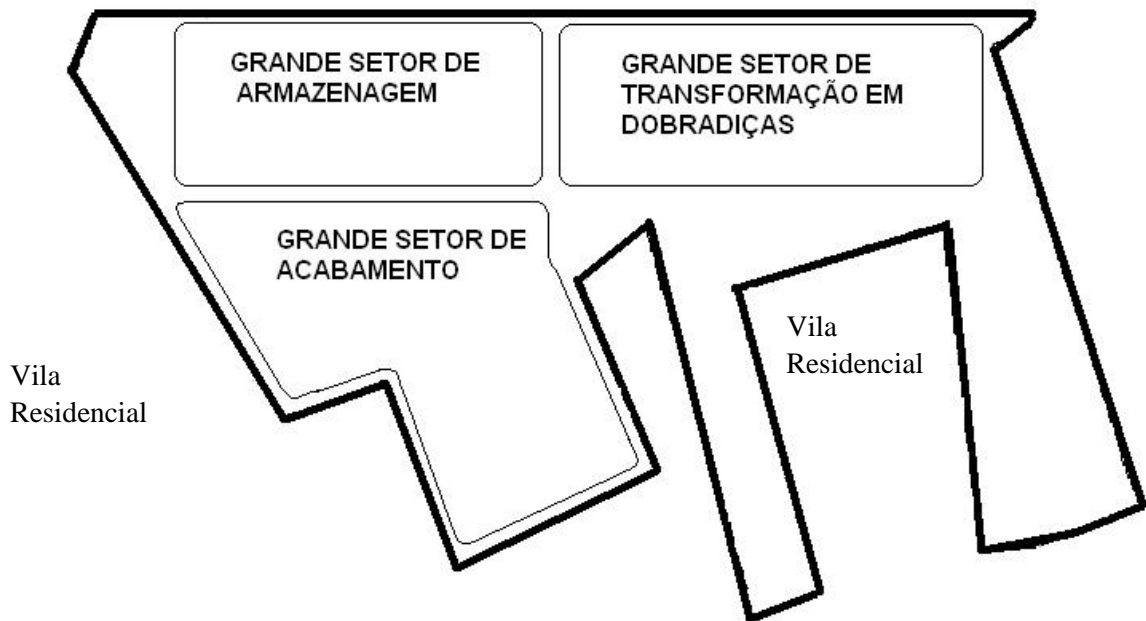 GRANDE SETOR DE
ARMAZENAGEM
GRANDE SETOR DE
TRANSFORMAÇÃO EM
DOBRADIÇAS
GRANDE SETOR DE
ACABAMENTO
Vila
Residencial
Vila
Residencial